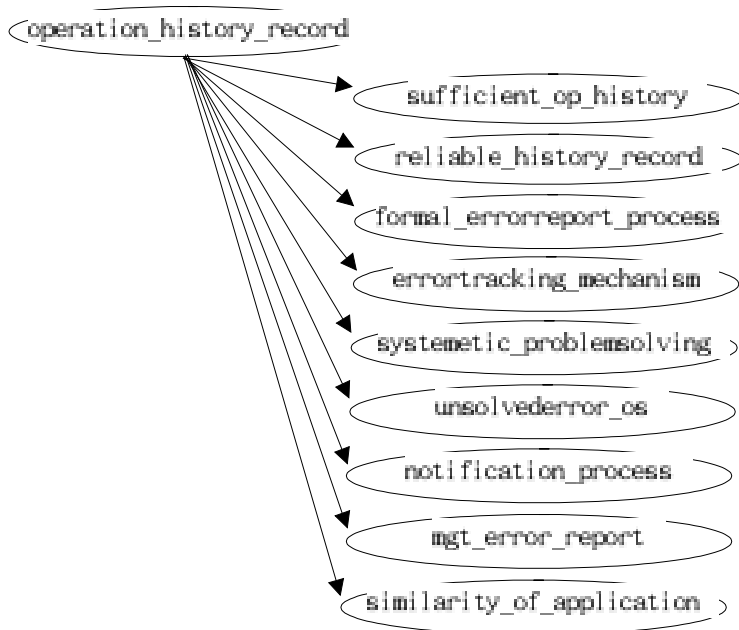 operation_history_record
sufficient_op_history
reliable_history_record
formal_errorreport_process
errortracking_mechanism
systemetic_problemsolving
unsolvederror_os
notification_process
mgt_error_report
similarity_of_application